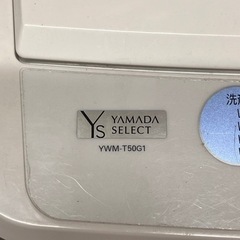 YS YAMADA
SELECT
YWM-T50G1
洗